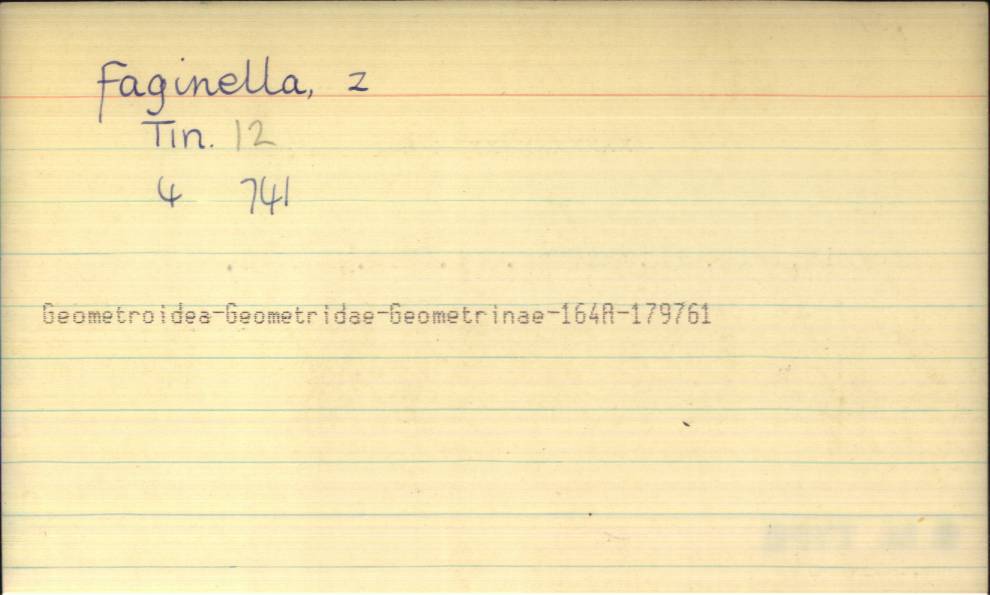 Faginella, z
Tin. 12
4 741
Geometroidea-Geometridae-Geometrinae-164A-179761